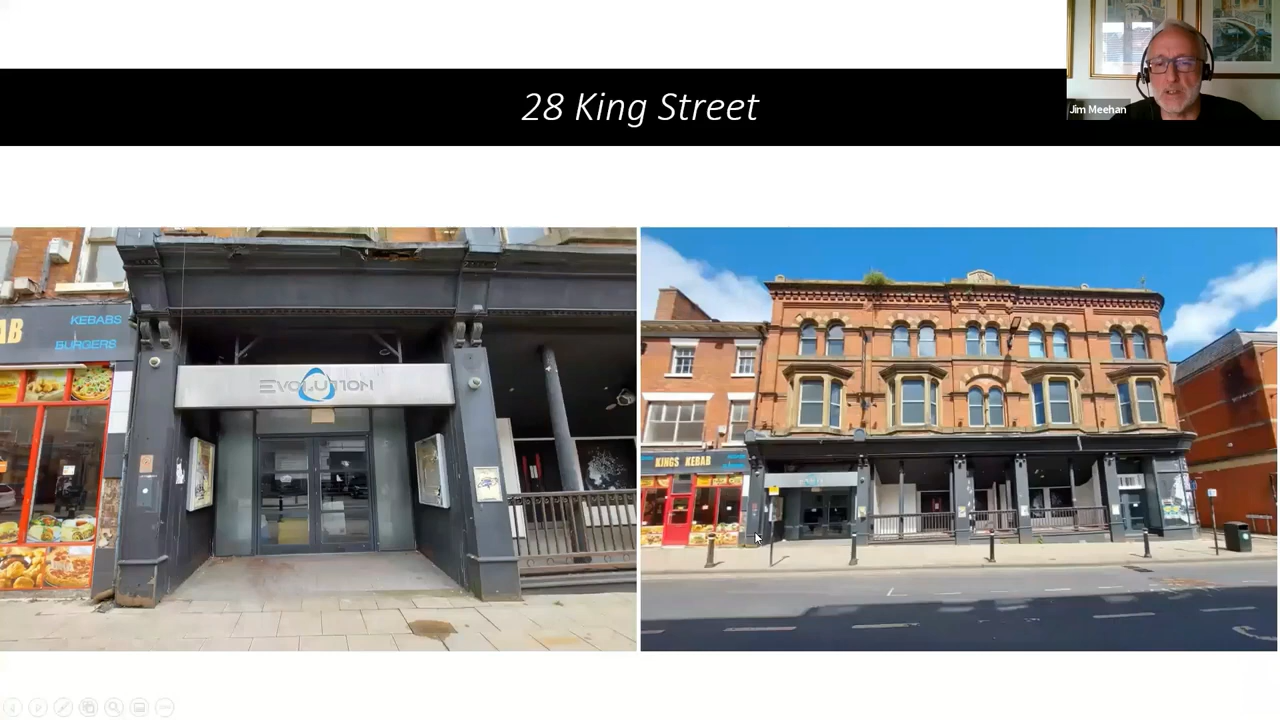 28 King Street
Jim Meehan
AB
KEBABS
BURGERS
EVOLUTION
KINGS KEBAB